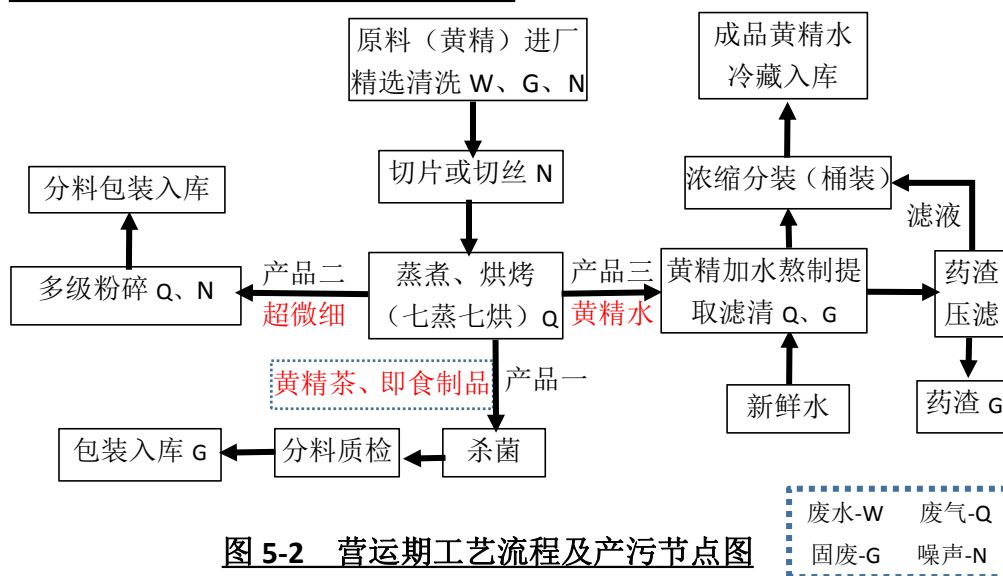 原料（黄精）进厂
精选清洗 W、G、N
切片或切丝 N
蒸煮、烘烤
（七蒸七烘）Q
产品二
超微细
多级粉碎 Q、N
分料包装入库
产品三
黄精水
黄精加水熬制提
取滤清 Q、G
新鲜水
浓缩分装（桶装）
成品黄精水
冷藏入库
滤液
药渣
压滤
药渣 G
黄精茶、即食制品
产品一
杀菌
分料质检
包装入库 G
废水-W 废气-Q
固废-G 噪声-N
图 5-2 营运期工艺流程及产污节点图